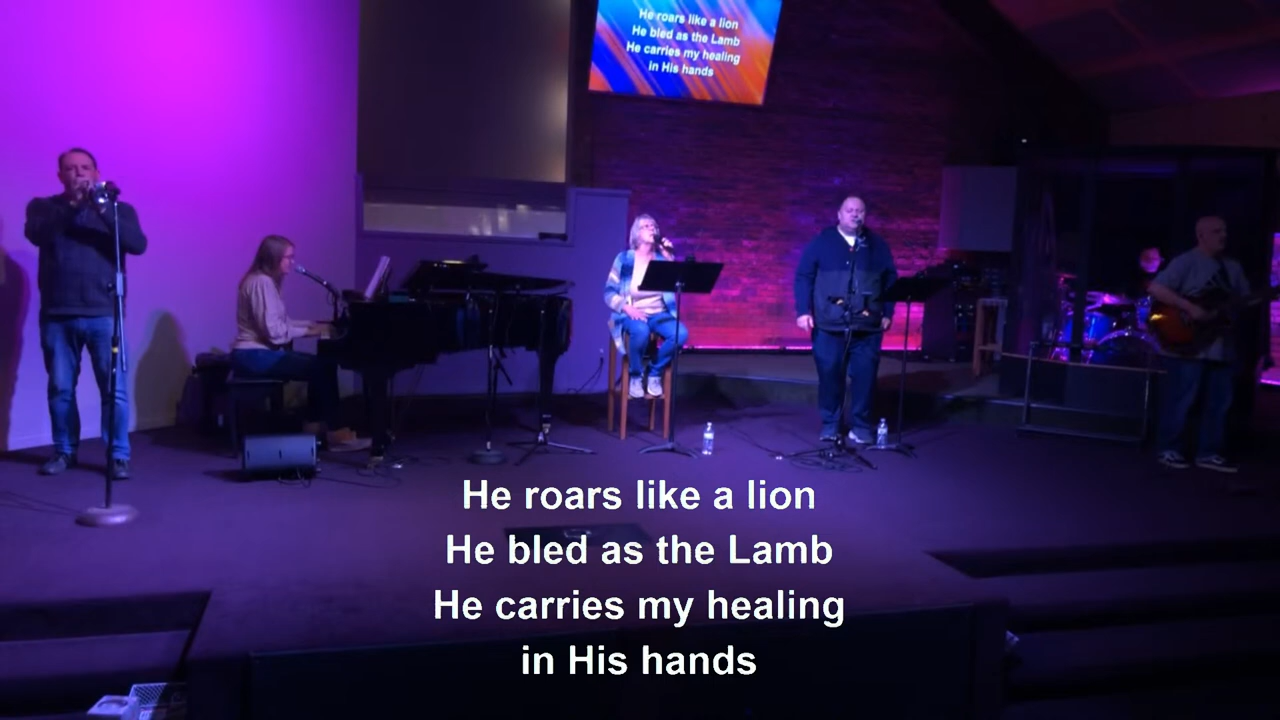 He roars like a lion
He bled as the Lamb
He carries my healing
in His hands
He roars like a lion
He bled as the Lamb
He carries my healing
in His hands